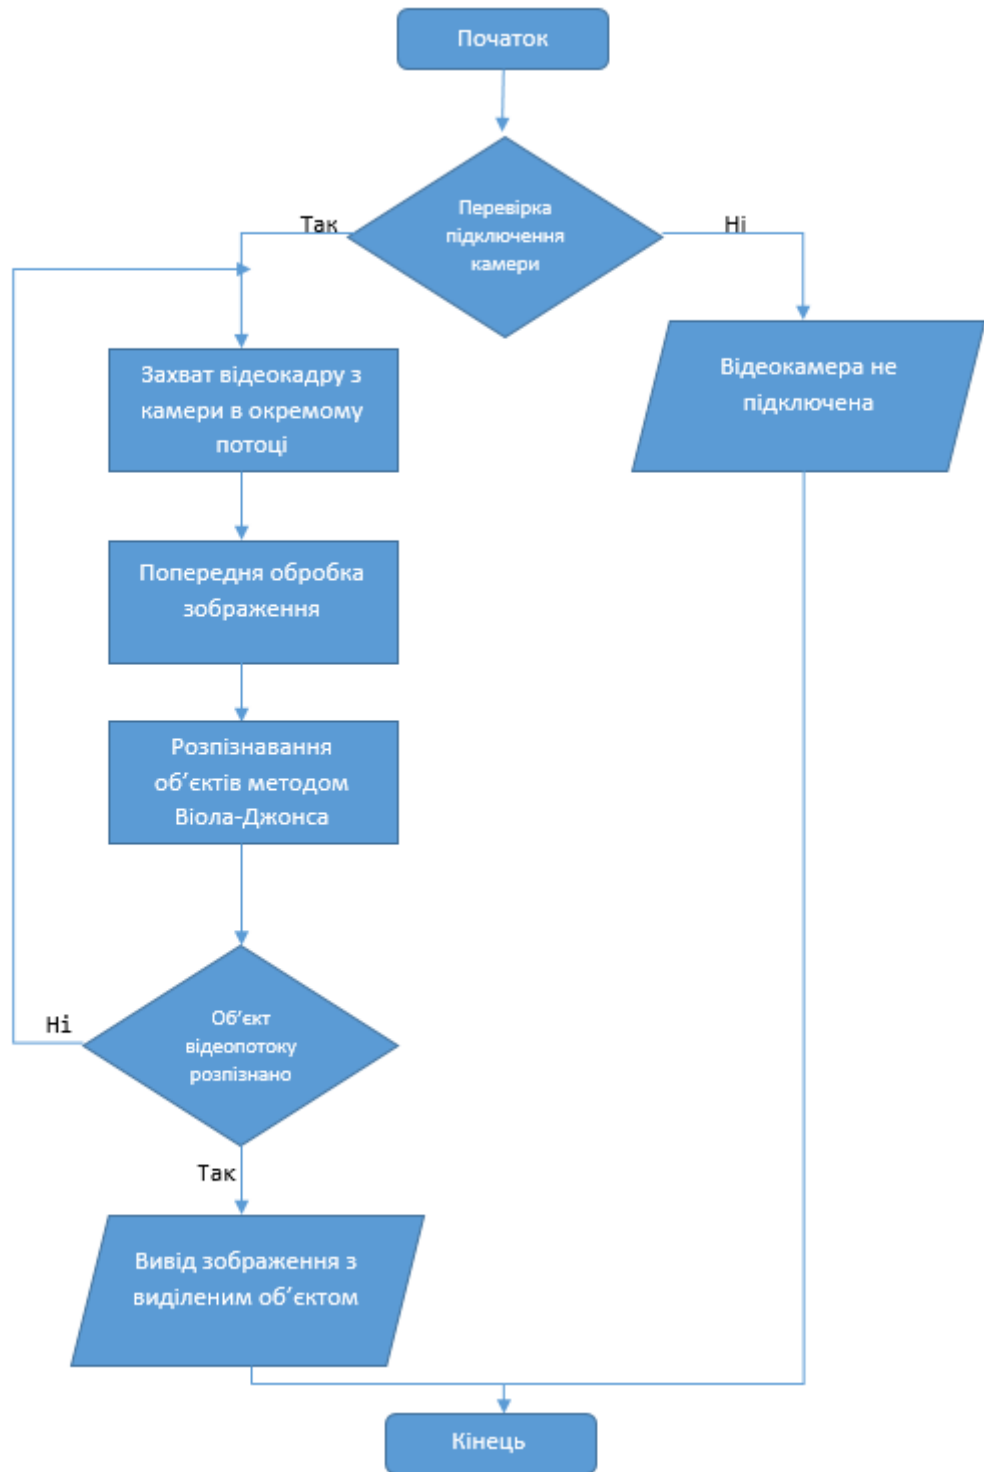 Початок
Перевірка
підключення
камери
Так
Ні
Захват відеокадру з
камери в окремому
потоці
Відеокамера не
підключена
Попередня обробка
зображення
Розпізнавання
об’єктів методом
Віола-Джонса
Об’єкт
відеопотоку
розпізнано
Ні
Так
Вивід зображення з
виділеним об’єктом
Кінець